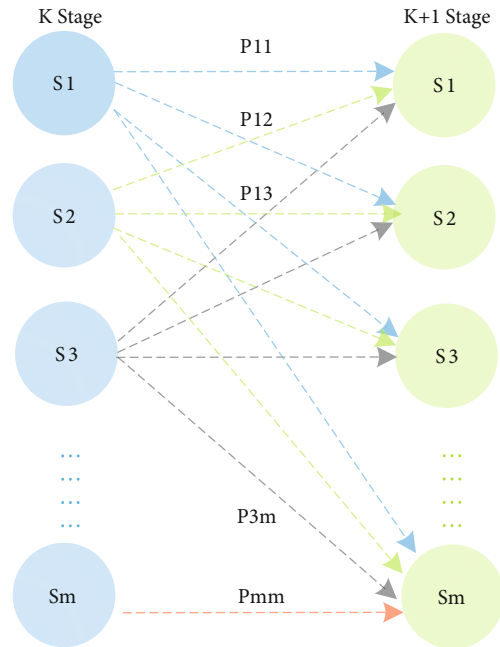 K Stage
K+1 Stage
P11
S1
S1
P12
P13
S2
S2
S3
S3
....
....
....
....
....
....
....
....
P3m
Sm
Pmm
Sm